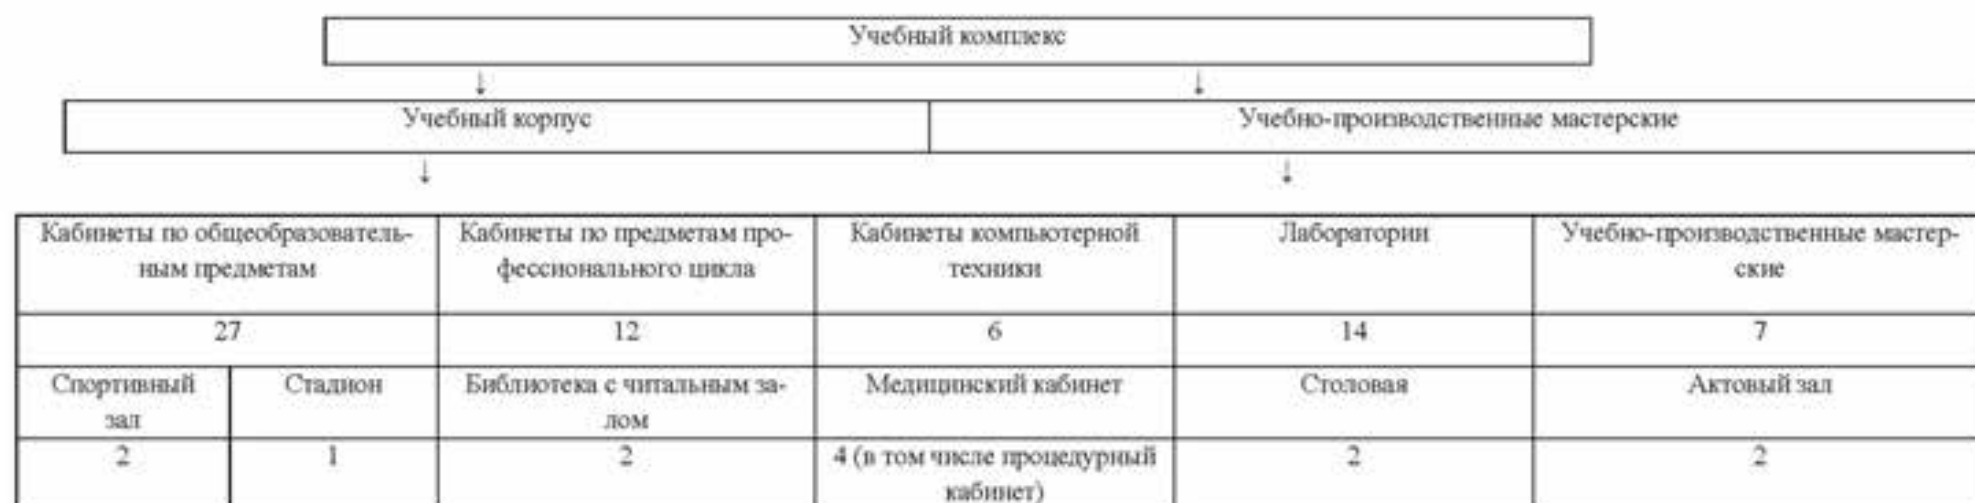 Учебный комплекс
↓ ↓
Учебный корпус Учебно-производственные мастерские
↓ ↓
Кабинеты по общеобразователь- Кабинеты по предметам про- Кабинеты компьютерной Лаборатории Учебно-производственные мастер-
ным предметам фессионального цикла техники ские
27 12 6 14 7
Спортивный Стадион Библиотека с читальным за- Медицинский кабинет Столовая Актовый зал
зал лом
2 1 2 4 (в том числе процедурный 2 2
кабинет)